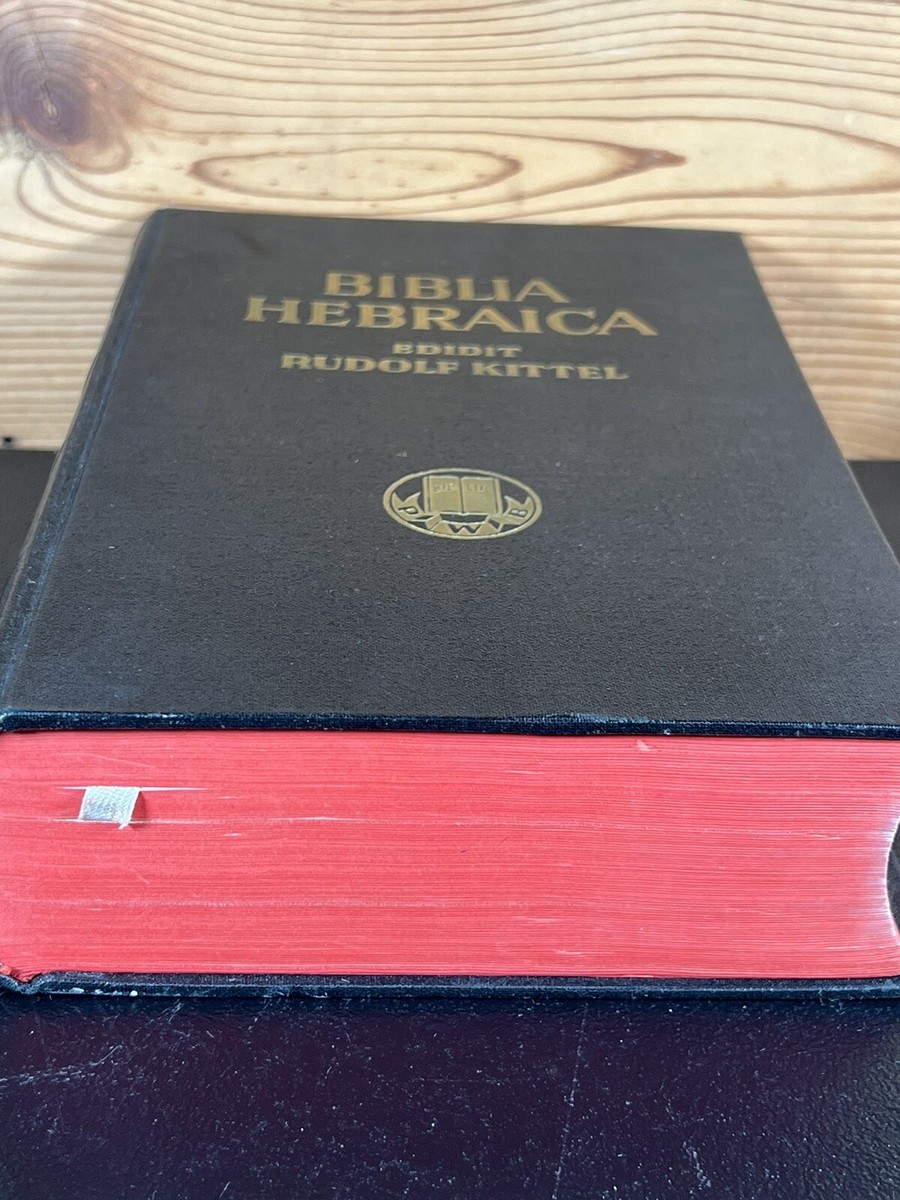 BIBLIA
HEBRAICA
EDIDIT
RUDOLF KITTEL
P W B